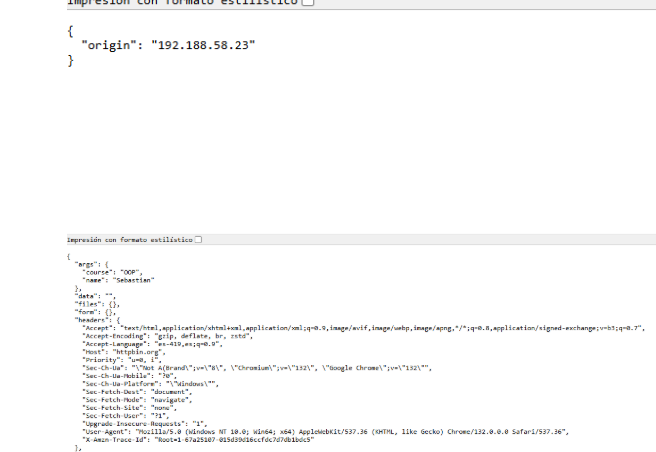 Impresión con formato estilístico
{
"origin": "192.188.58.23"
}
Impresión con formato estilístico
{
"args": {
"course": "OOP",
"name": "Sebastian"
},
"data": "",
"files": {},
"form": {},
"headers": {
"Accept": "text/html,application/xhtml+xml,application/xml;q=0.9,image/avif,image/webp,image/apng,*/*;q=0.8,application/signed-exchange;v=b3;q=0.7",
"Accept-Encoding": "gzip, deflate, br, zstd",
"Accept-Language": "es-419,es;q=0.9",
"Host": "httpbin.org",
"Priority": "u=0, i",
"Sec-Ch-Ua": "\"Not A(Brand\";v=\"8\", \"Chromium\";v=\"132\", \"Google Chrome\";v=\"132\"",
"Sec-Ch-Ua-Mobile": "?0",
"Sec-Ch-Ua-Platform": "\"Windows\"",
"Sec-Fetch-Dest": "document",
"Sec-Fetch-Mode": "navigate",
"Sec-Fetch-Site": "none",
"Sec-Fetch-User": "?1",
"Upgrade-Insecure-Requests": "1",
"User-Agent": "Mozilla/5.0 (Windows NT 10.0; Win64; x64) AppleWebKit/537.36 (KHTML, like Gecko) Chrome/132.0.0.0 Safari/537.36",
"X-Amzn-Trace-Id": "Root=1-67a25107-015d39d16ccfdc7d7db1bdc5"
},